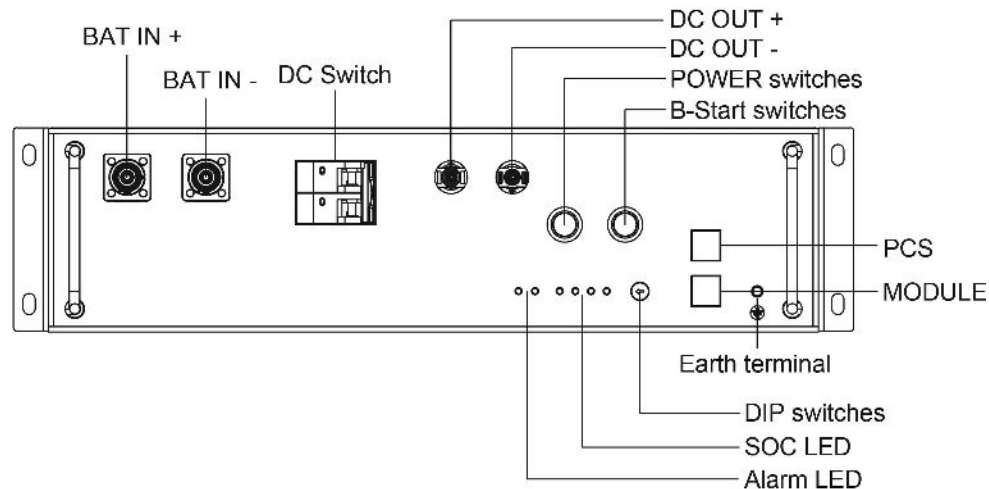 BAT IN +
BAT IN -
DC Switch
DC OUT +
DC OUT -
POWER switches
B-Start switches
PCS
MODULE
Earth terminal
DIP switches
SOC LED
Alarm LED